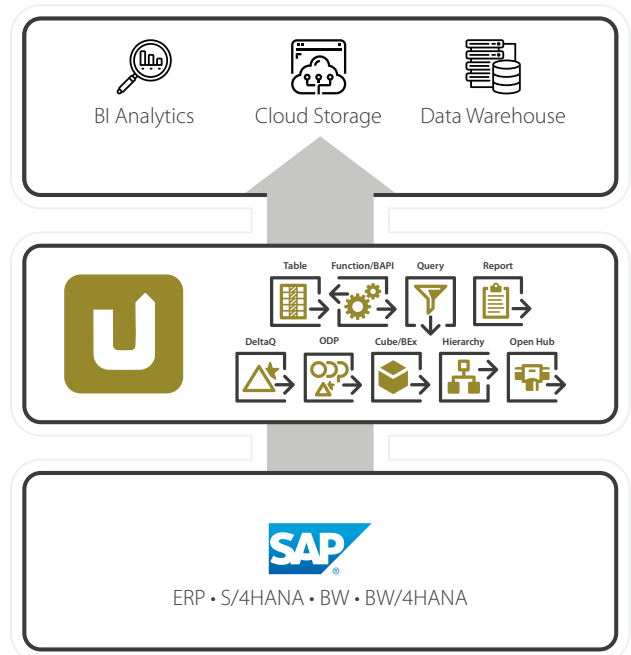 BI Analytics
Cloud Storage
Data Warehouse
Table
Function/BAPI
Query
Report
DeltaQ
ODP
Cube/BEx
Hierarchy
Open Hub
ODP
SAP
®
ERP • S/4HANA • BW • BW/4HANA